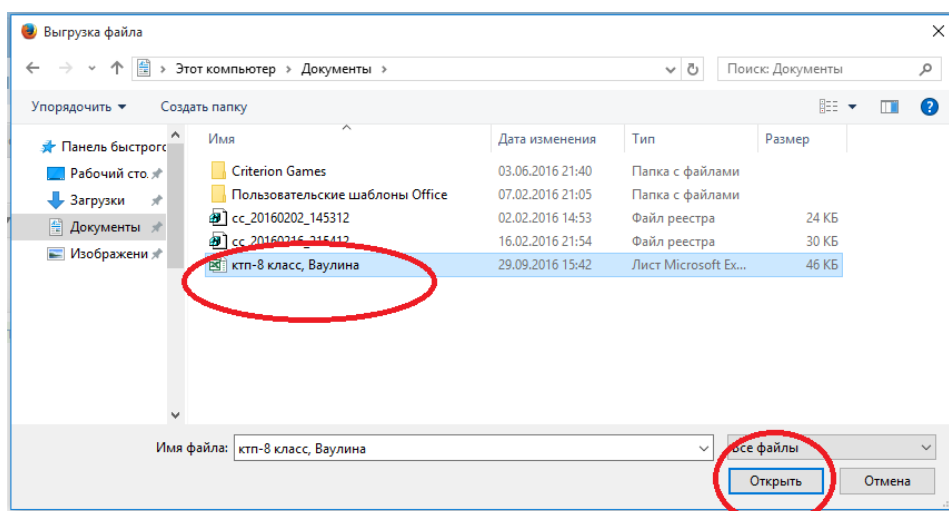 Выгрузка файла
Этот компьютер › Документы ›
Поиск: Документы
Упорядочить
Создать папку
Имя
Дата изменения
Тип
Размер
Панель быстрого
Рабочий сто.
Загрузки
Документы
Изображени
Criterion Games 03.06.2016 21:40 Папка с файлами
Пользовательские шаблоны Office 07.02.2016 21:05 Папка с файлами
cc_20160202_145312 02.02.2016 14:53 Файл реестра 24 КБ
cc_20160216_215412 16.02.2016 21:54 Файл реестра 30 КБ
ктп-8 класс, Ваулина 29.09.2016 15:42 Лист Microsoft Ex... 46 КБ
Имя файла: ктп-8 класс, Ваулина
Все файлы
Открыть
Отмена